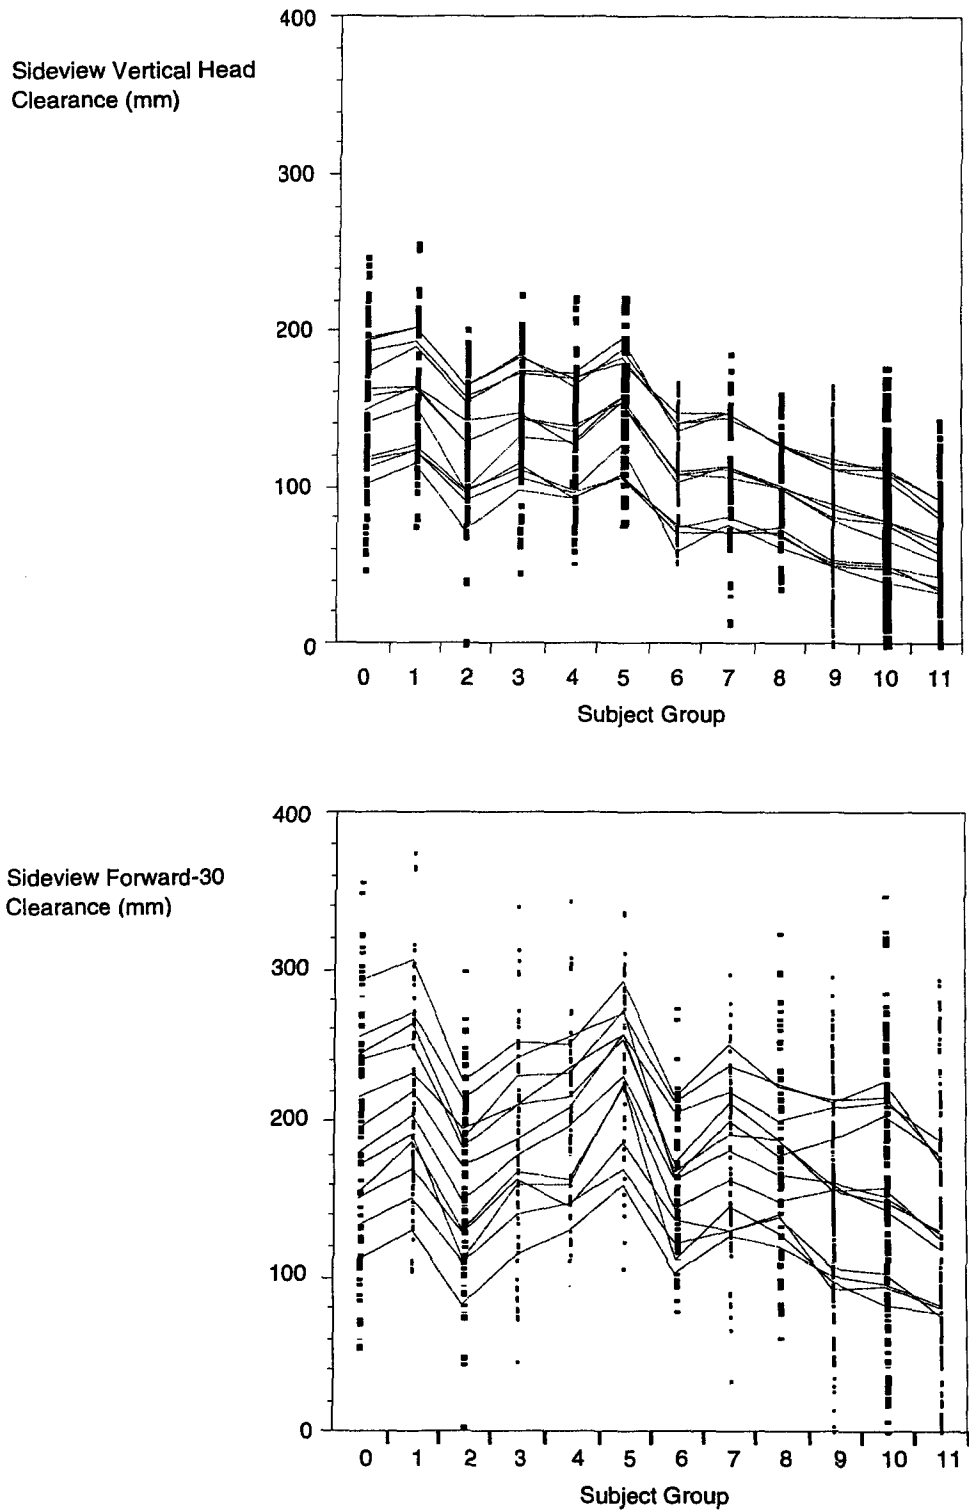 Sideview Vertical Head
Clearance (mm)
400
300
200
100
0
0 1 2 3 4 5 6 7 8 9 10 11
Subject Group
Sideview Forward-30
Clearance (mm)
400
300
200
100
0
0 1 2 3 4 5 6 7 8 9 10 11
Subject Group